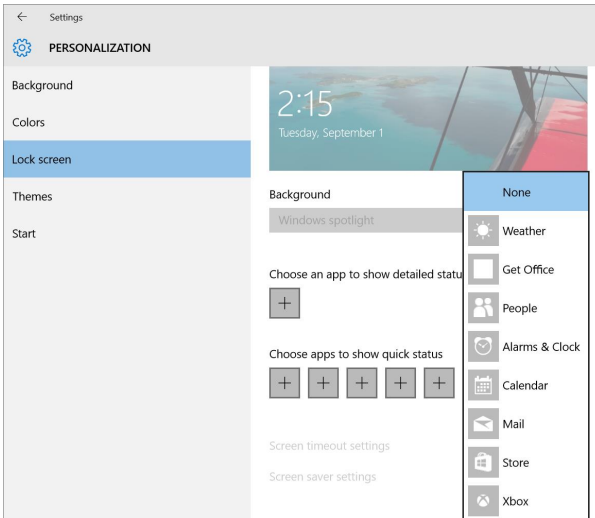 Settings
PERSONALIZATION
Background
Colors
Lock screen
Themes
Start
2:15
Tuesday, September 1
Background
Windows spotlight
Choose an app to show detailed statu
Choose apps to show quick status
Screen timeout settings
Screen saver settings
None
Weather
Get Office
People
Alarms & Clock
Calendar
Mail
Store
Xbox